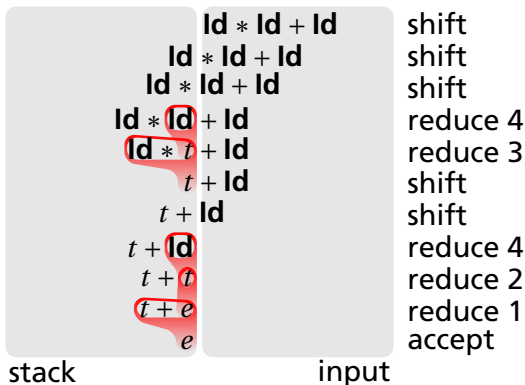 Id * Id + Id shift
Id * Id + Id shift
Id * Id + Id shift
Id * Id + Id reduce 4
Id * t + Id reduce 3
t + Id shift
t + Id shift
t + Id reduce 4
t + t reduce 2
t + e reduce 1
e accept
stack input